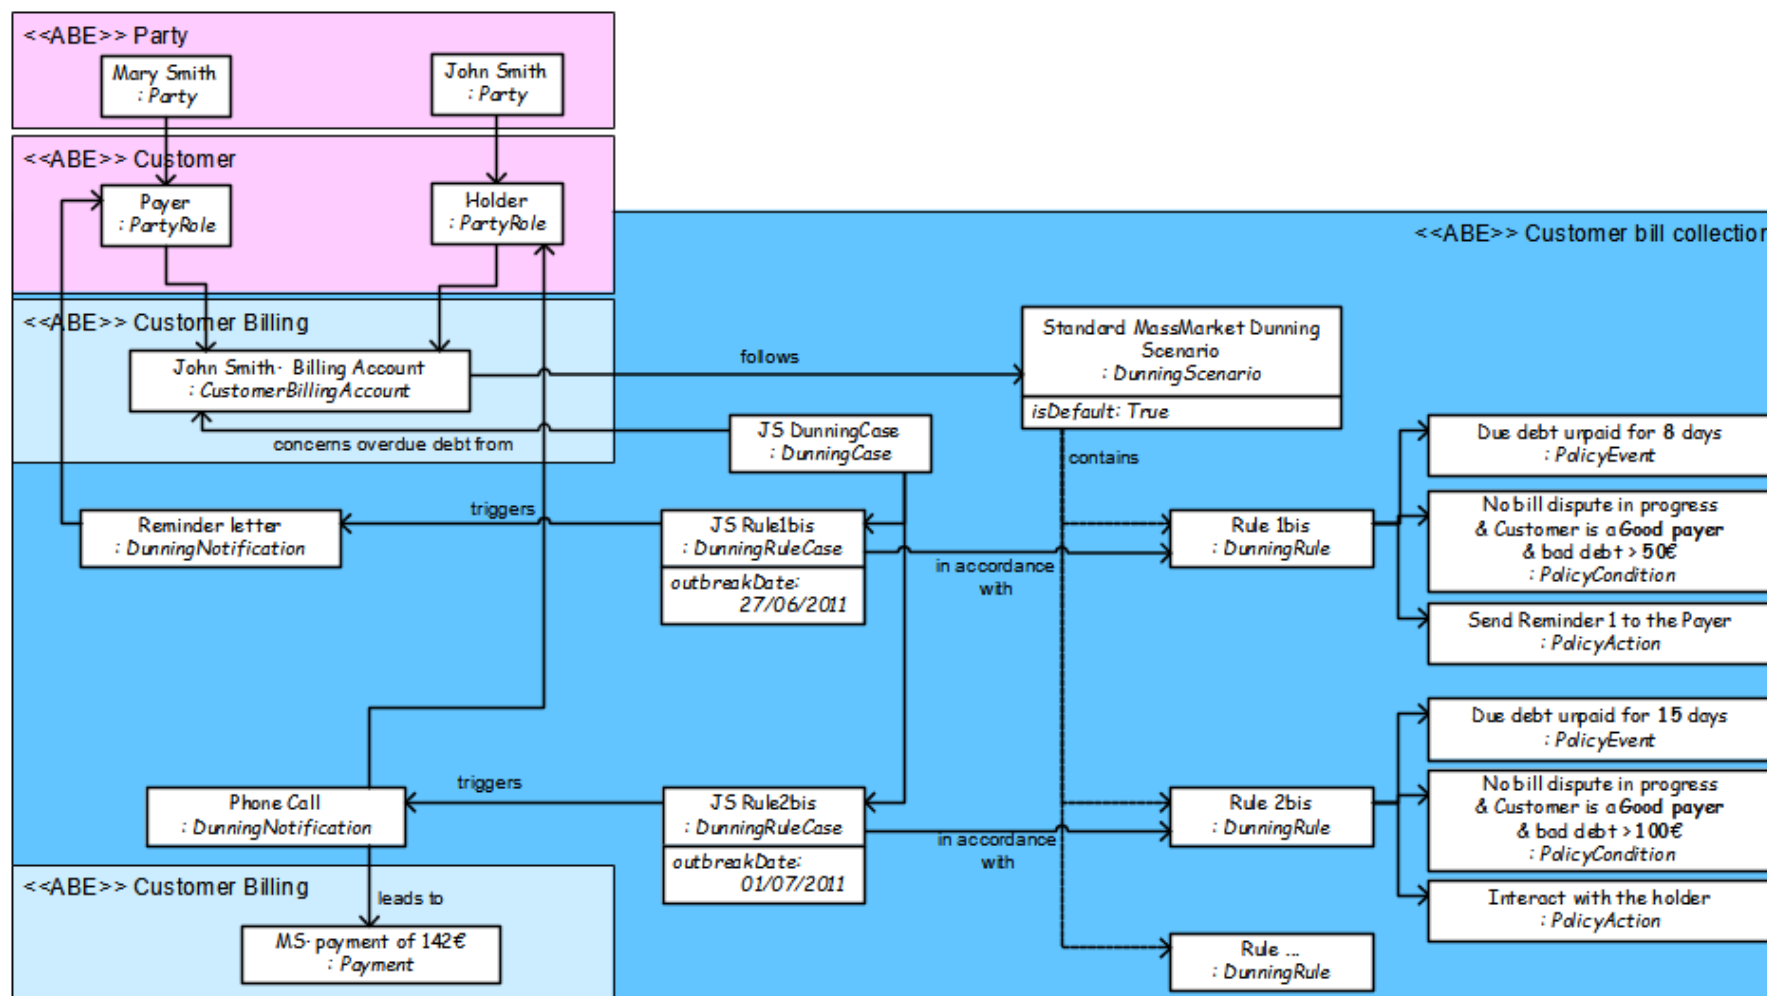 <<ABE>> Party
Mary Smith
: Party
John Smith
: Party
<<ABE>> Customer
Payer
: PartyRole
Holder
: PartyRole
<<ABE>> Customer bill collection
<<ABE>> Customer Billing
John Smith- Billing Account
: CustomerBillingAccount
follows
Standard MassMarket Dunning
Scenario
: DunningScenario
isDefault: True
concerns overdue debt from
JS DunningCase
: DunningCase
contains
Due debt unpaid for 8 days
: PolicyEvent
Reminder letter
: DunningNotification
triggers
JS Rule1bis
: DunningRuleCase
outbreakDate:
27/06/2011
in accordance
with
Rule 1bis
: DunningRule
No bill dispute in progress
& Customer is a Good payer
& bad debt > 50€
: PolicyCondition
Send Reminder 1 to the Payer
: PolicyAction
Due debt unpaid for 15 days
: PolicyEvent
Phone Call
: DunningNotification
triggers
JS Rule2bis
: DunningRuleCase
outbreakDate:
01/07/2011
in accordance
with
Rule 2bis
: DunningRule
No bill dispute in progress
& Customer is a Good payer
& bad debt > 100€
: PolicyCondition
Interact with the holder
: PolicyAction
<<ABE>> Customer Billing
leads to
MS- payment of 142€
: Payment
Rule ...
: DunningRule